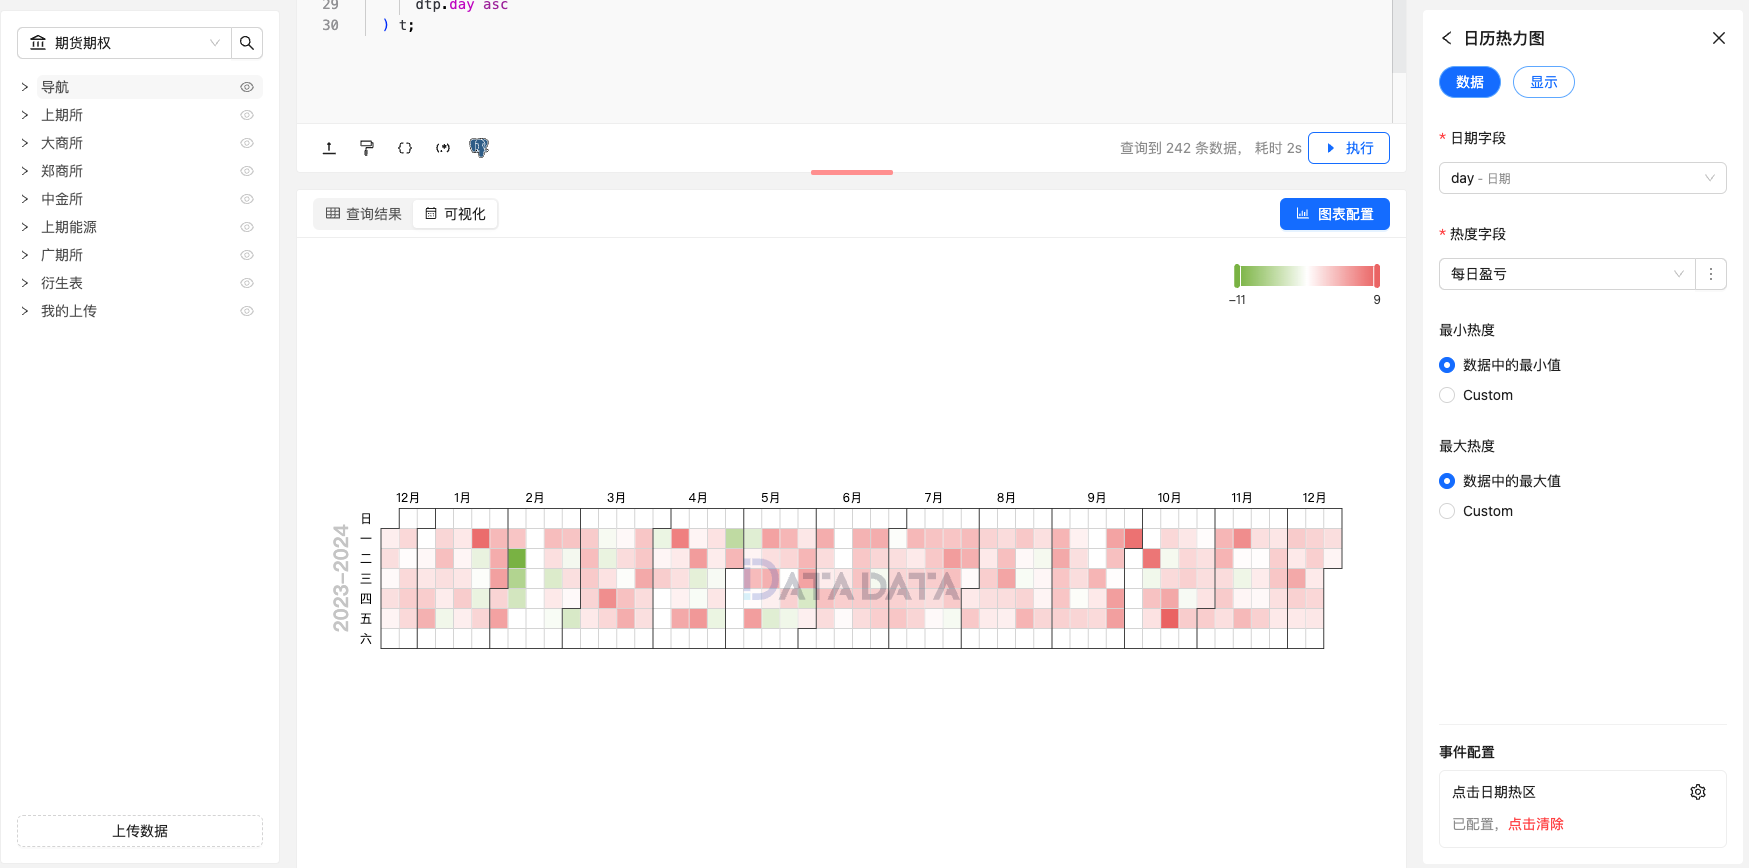 期货期权
导航
上期所
大商所
郑商所
中金所
上期能源
广期所
衍生表
我的上传
上传数据
29 dtp.day asc
30 ) t;
{} (.*) 查询到 242 条数据， 耗时 2s 执行
查询结果 可视化 图表配置
-11 9
12月 1月 2月 3月 4月 5月 6月 7月 8月 9月 10月 11月 12月
2023-2024
日
一
二
三
四
五
六
DATADATA
日历热力图
数据 显示
* 日期字段
day - 日期
* 热度字段
每日盈亏
最小热度
数据中的最小值
Custom
最大热度
数据中的最大值
Custom
事件配置
点击日期热区
已配置，点击清除